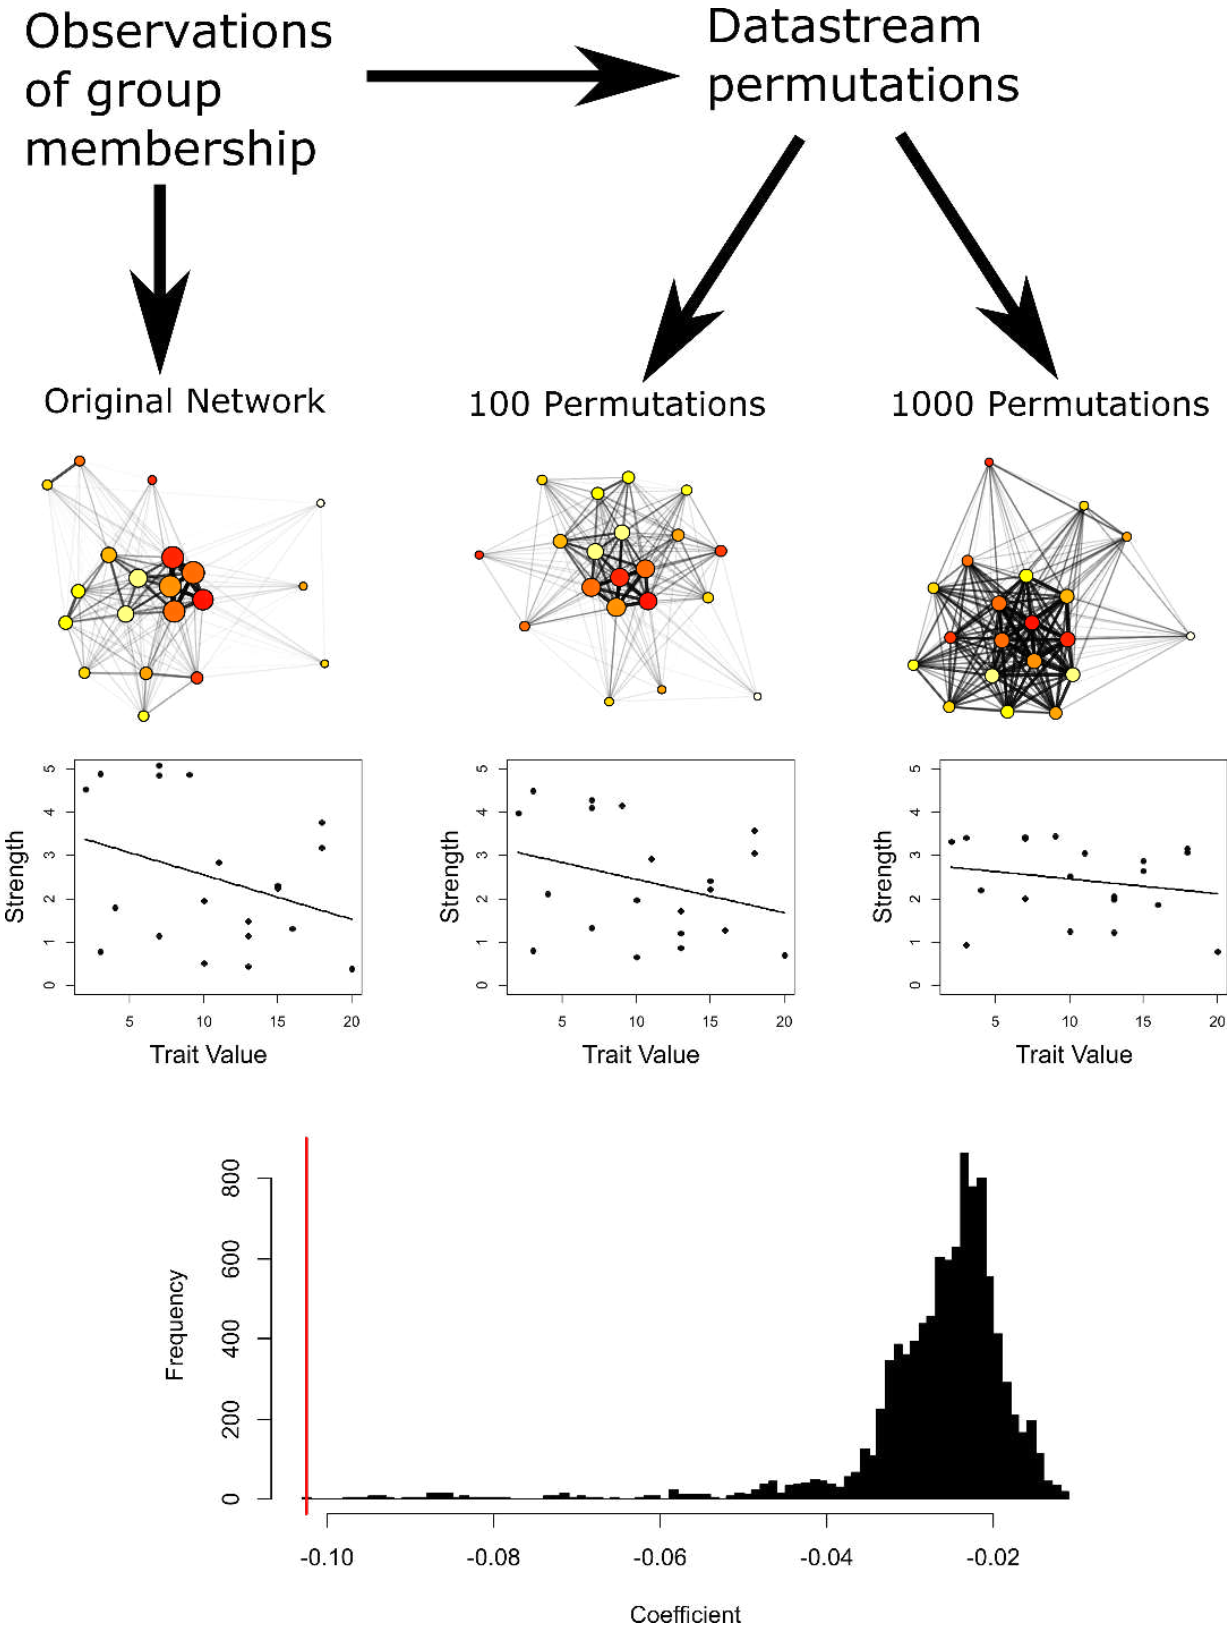 Observations
of group
membership
Datastream
permutations
Original Network
100 Permutations
1000 Permutations
Strength
5
4
3
2
1
0
5 10 15 20
Trait Value
Strength
5
4
3
2
1
0
5 10 15 20
Trait Value
Strength
5
4
3
2
1
0
5 10 15 20
Trait Value
Frequency
800
600
400
200
0
-0.10 -0.08 -0.06 -0.04 -0.02
Coefficient